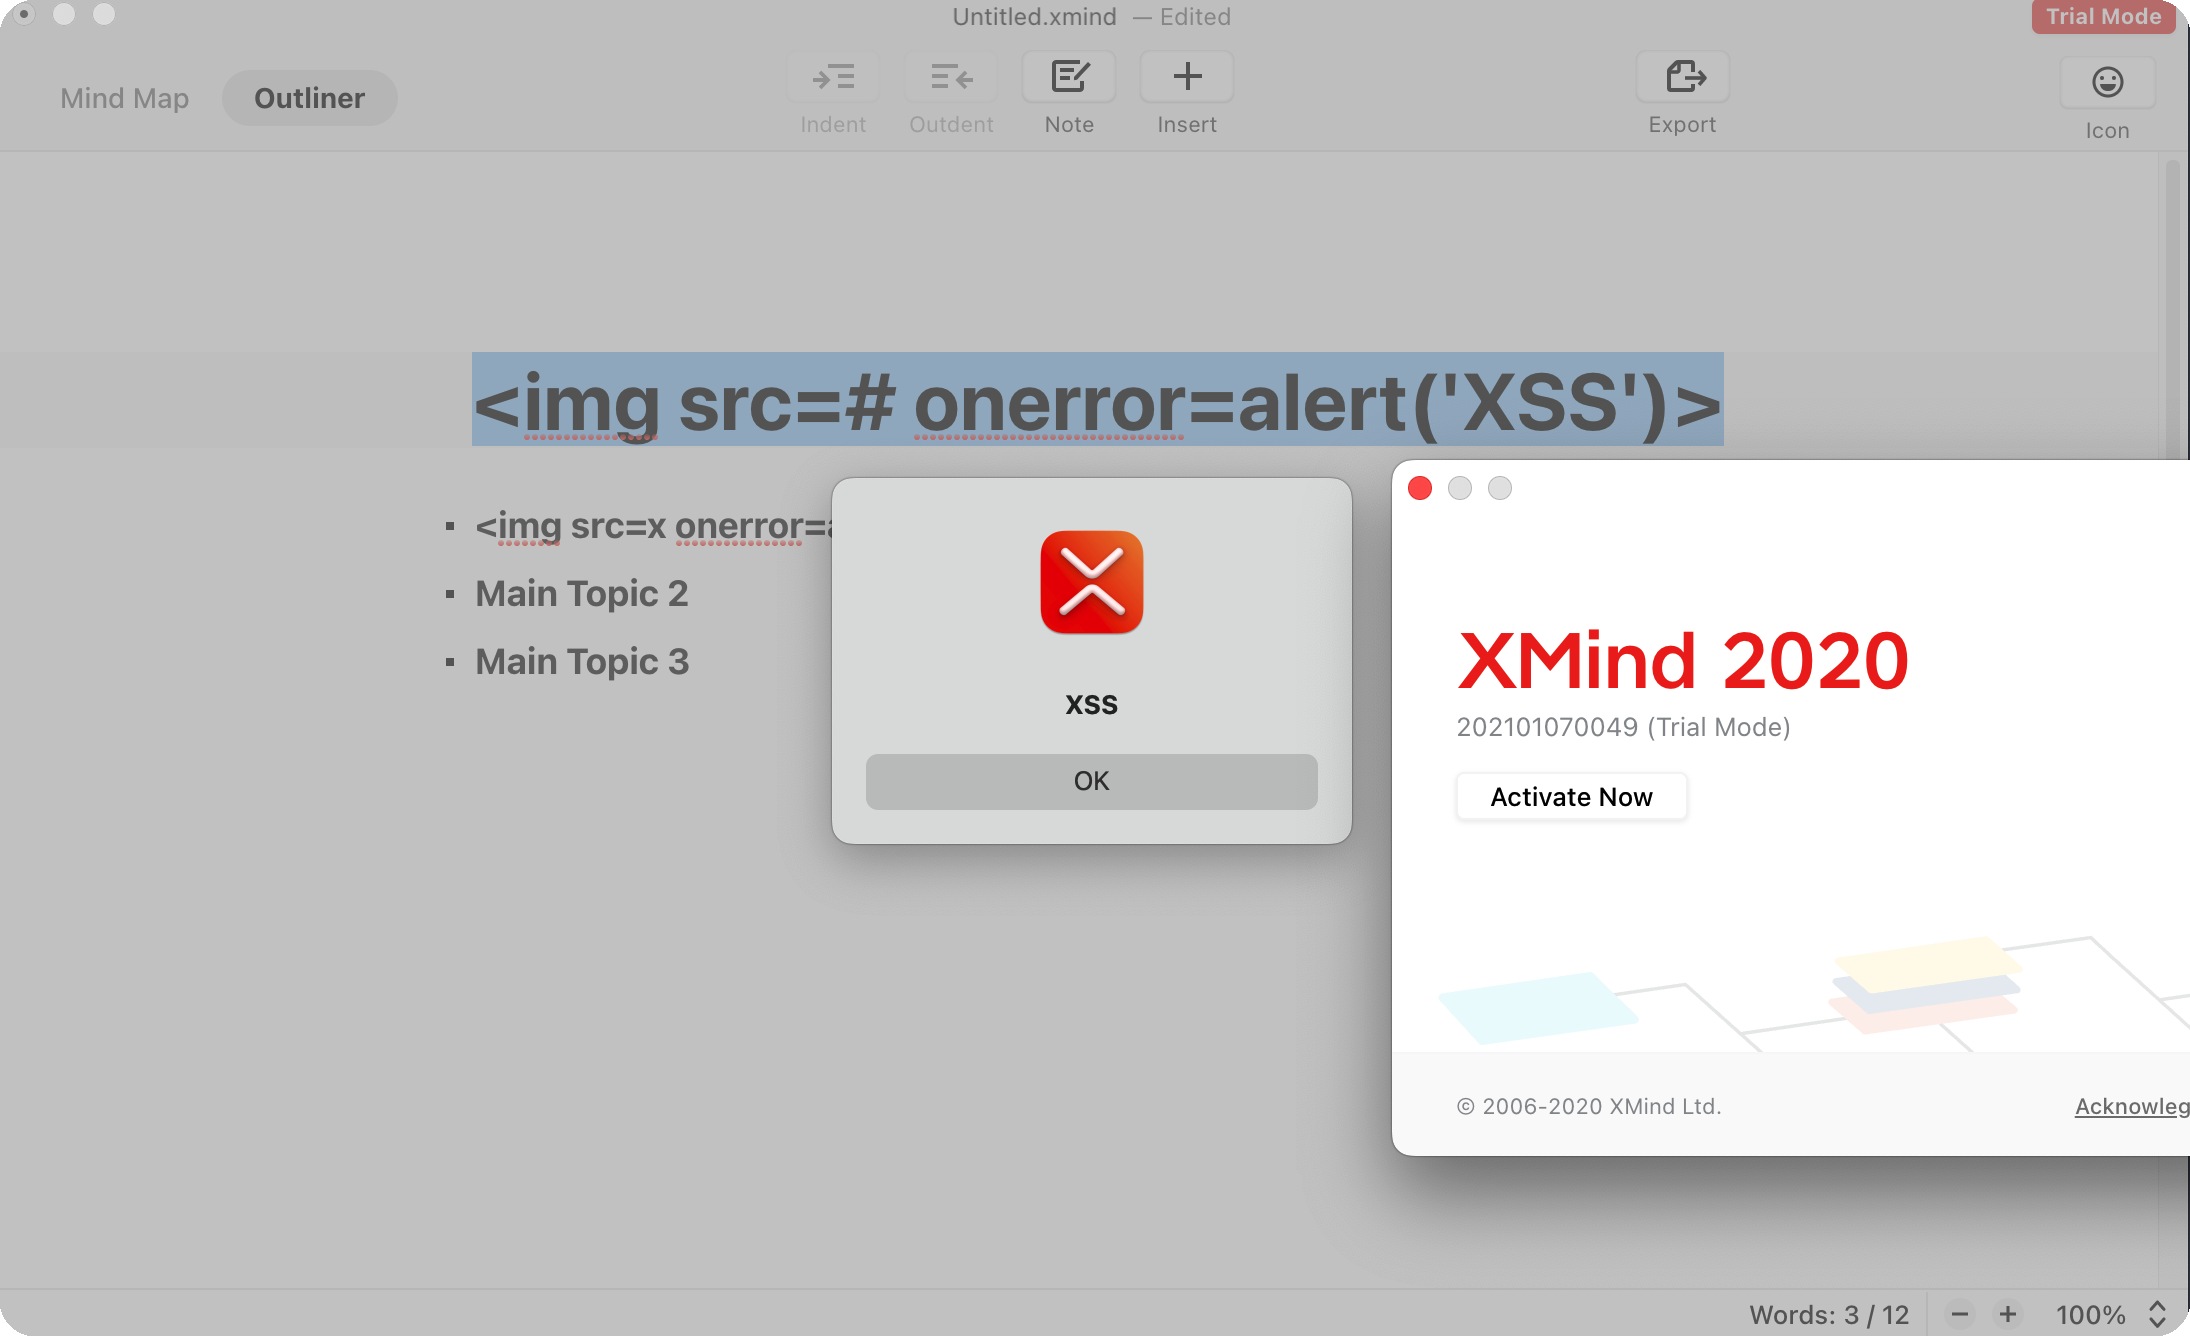 Untitled.xmind — Edited
Trial Mode
Mind Map
Outliner
Indent
Outdent
Note
Insert
Export
Icon
<img src=# onerror=alert('XSS')>
<img src=x onerror=
Main Topic 2
Main Topic 3
XSS
OK
XMind 2020
202101070049 (Trial Mode)
Activate Now
© 2006-2020 XMind Ltd.
Acknowleg
Words: 3 / 12
100%